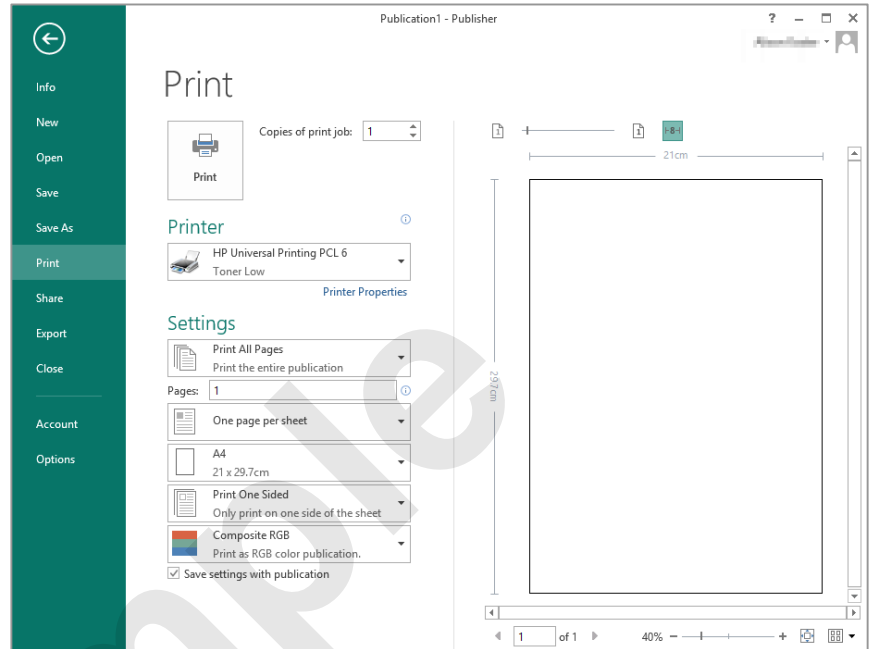 Publication1 - Publisher
?
Info
New
Open
Save
Save As
Print
Share
Export
Close
Account
Options
Print
Print
Copies of print job: 1
Printer
HP Universal Printing PCL 6
Toner Low
Printer Properties
Settings
Print All Pages
Print the entire publication
Pages: 1
One page per sheet
A4
21 x 29.7cm
Print One Sided
Only print on one side of the sheet
Composite RGB
Print as RGB color publication.
Save settings with publication
1 1 8
21cm
29.7cm
1 of 1 40%
mple